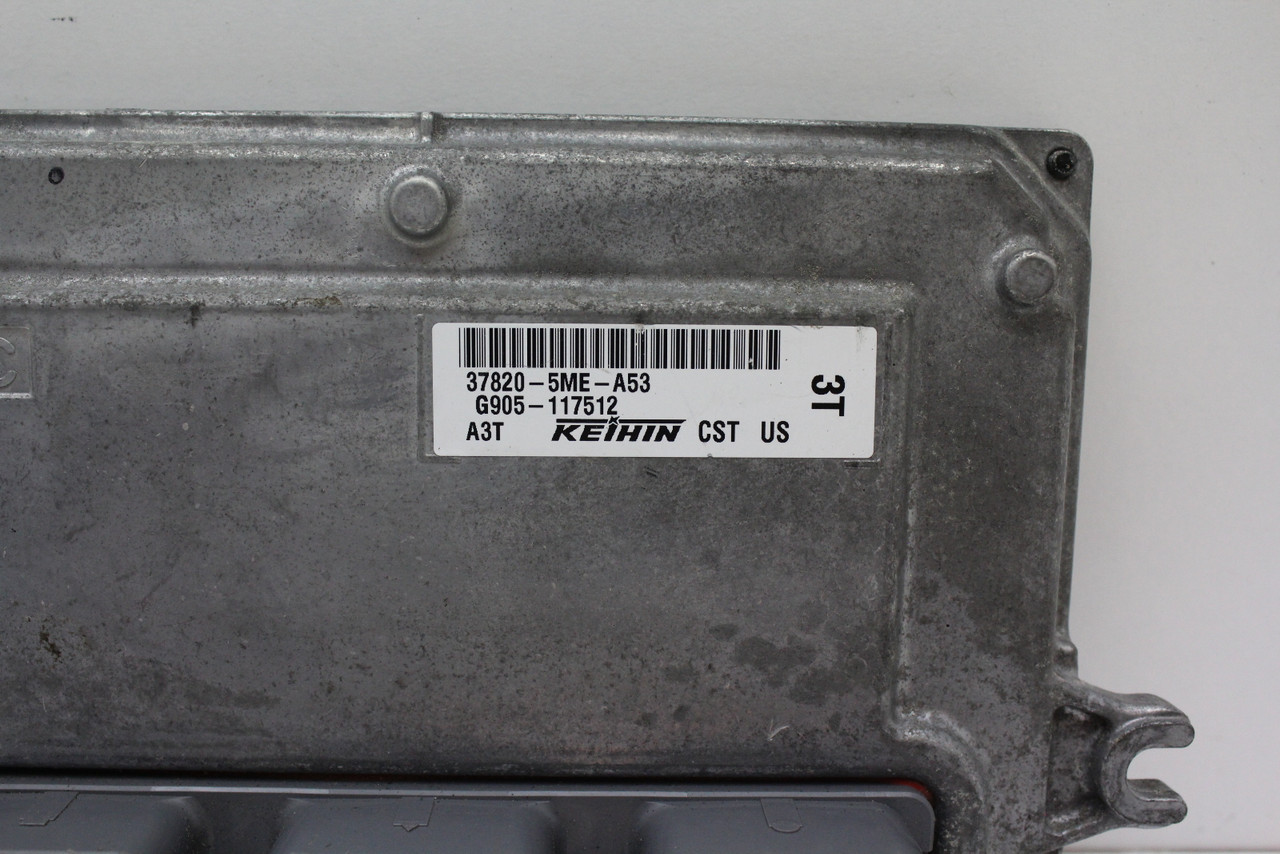 37820-5ME-A53
G905-117512
A3T KEIHIN CST US
3T
C